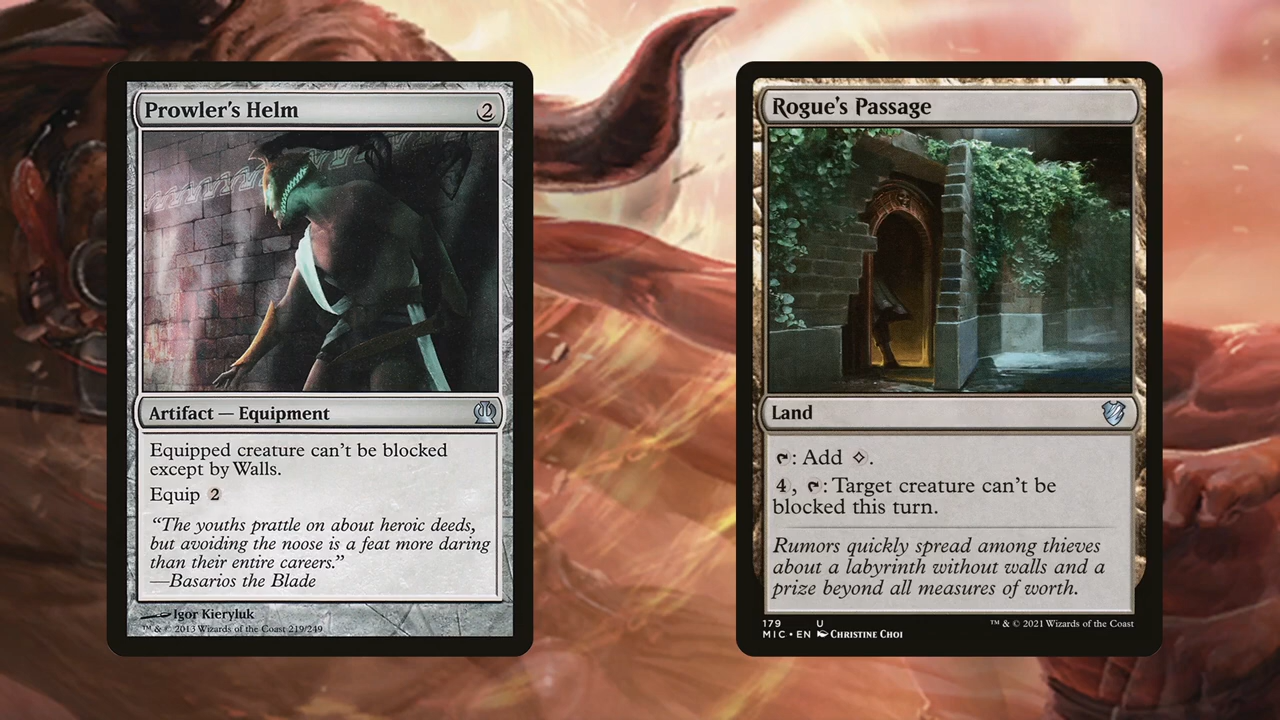 Prowler's Helm 2
Artifact — Equipment
Equipped creature can't be blocked
except by Walls.
Equip 2
“The youths prattle on about heroic deeds,
but avoiding the noose is a feat more daring
than their entire careers.”
—Basarios the Blade
Igor Kieryluk
™ & © 2013 Wizards of the Coast 219/249
Rogue's Passage
Land
: Add .
4, : Target creature can't be
blocked this turn.
Rumors quickly spread among thieves
about a labyrinth without walls and a
prize beyond all measures of worth.
179 U
MIC • EN Christine Choi
™ & © 2021 Wizards of the Coast